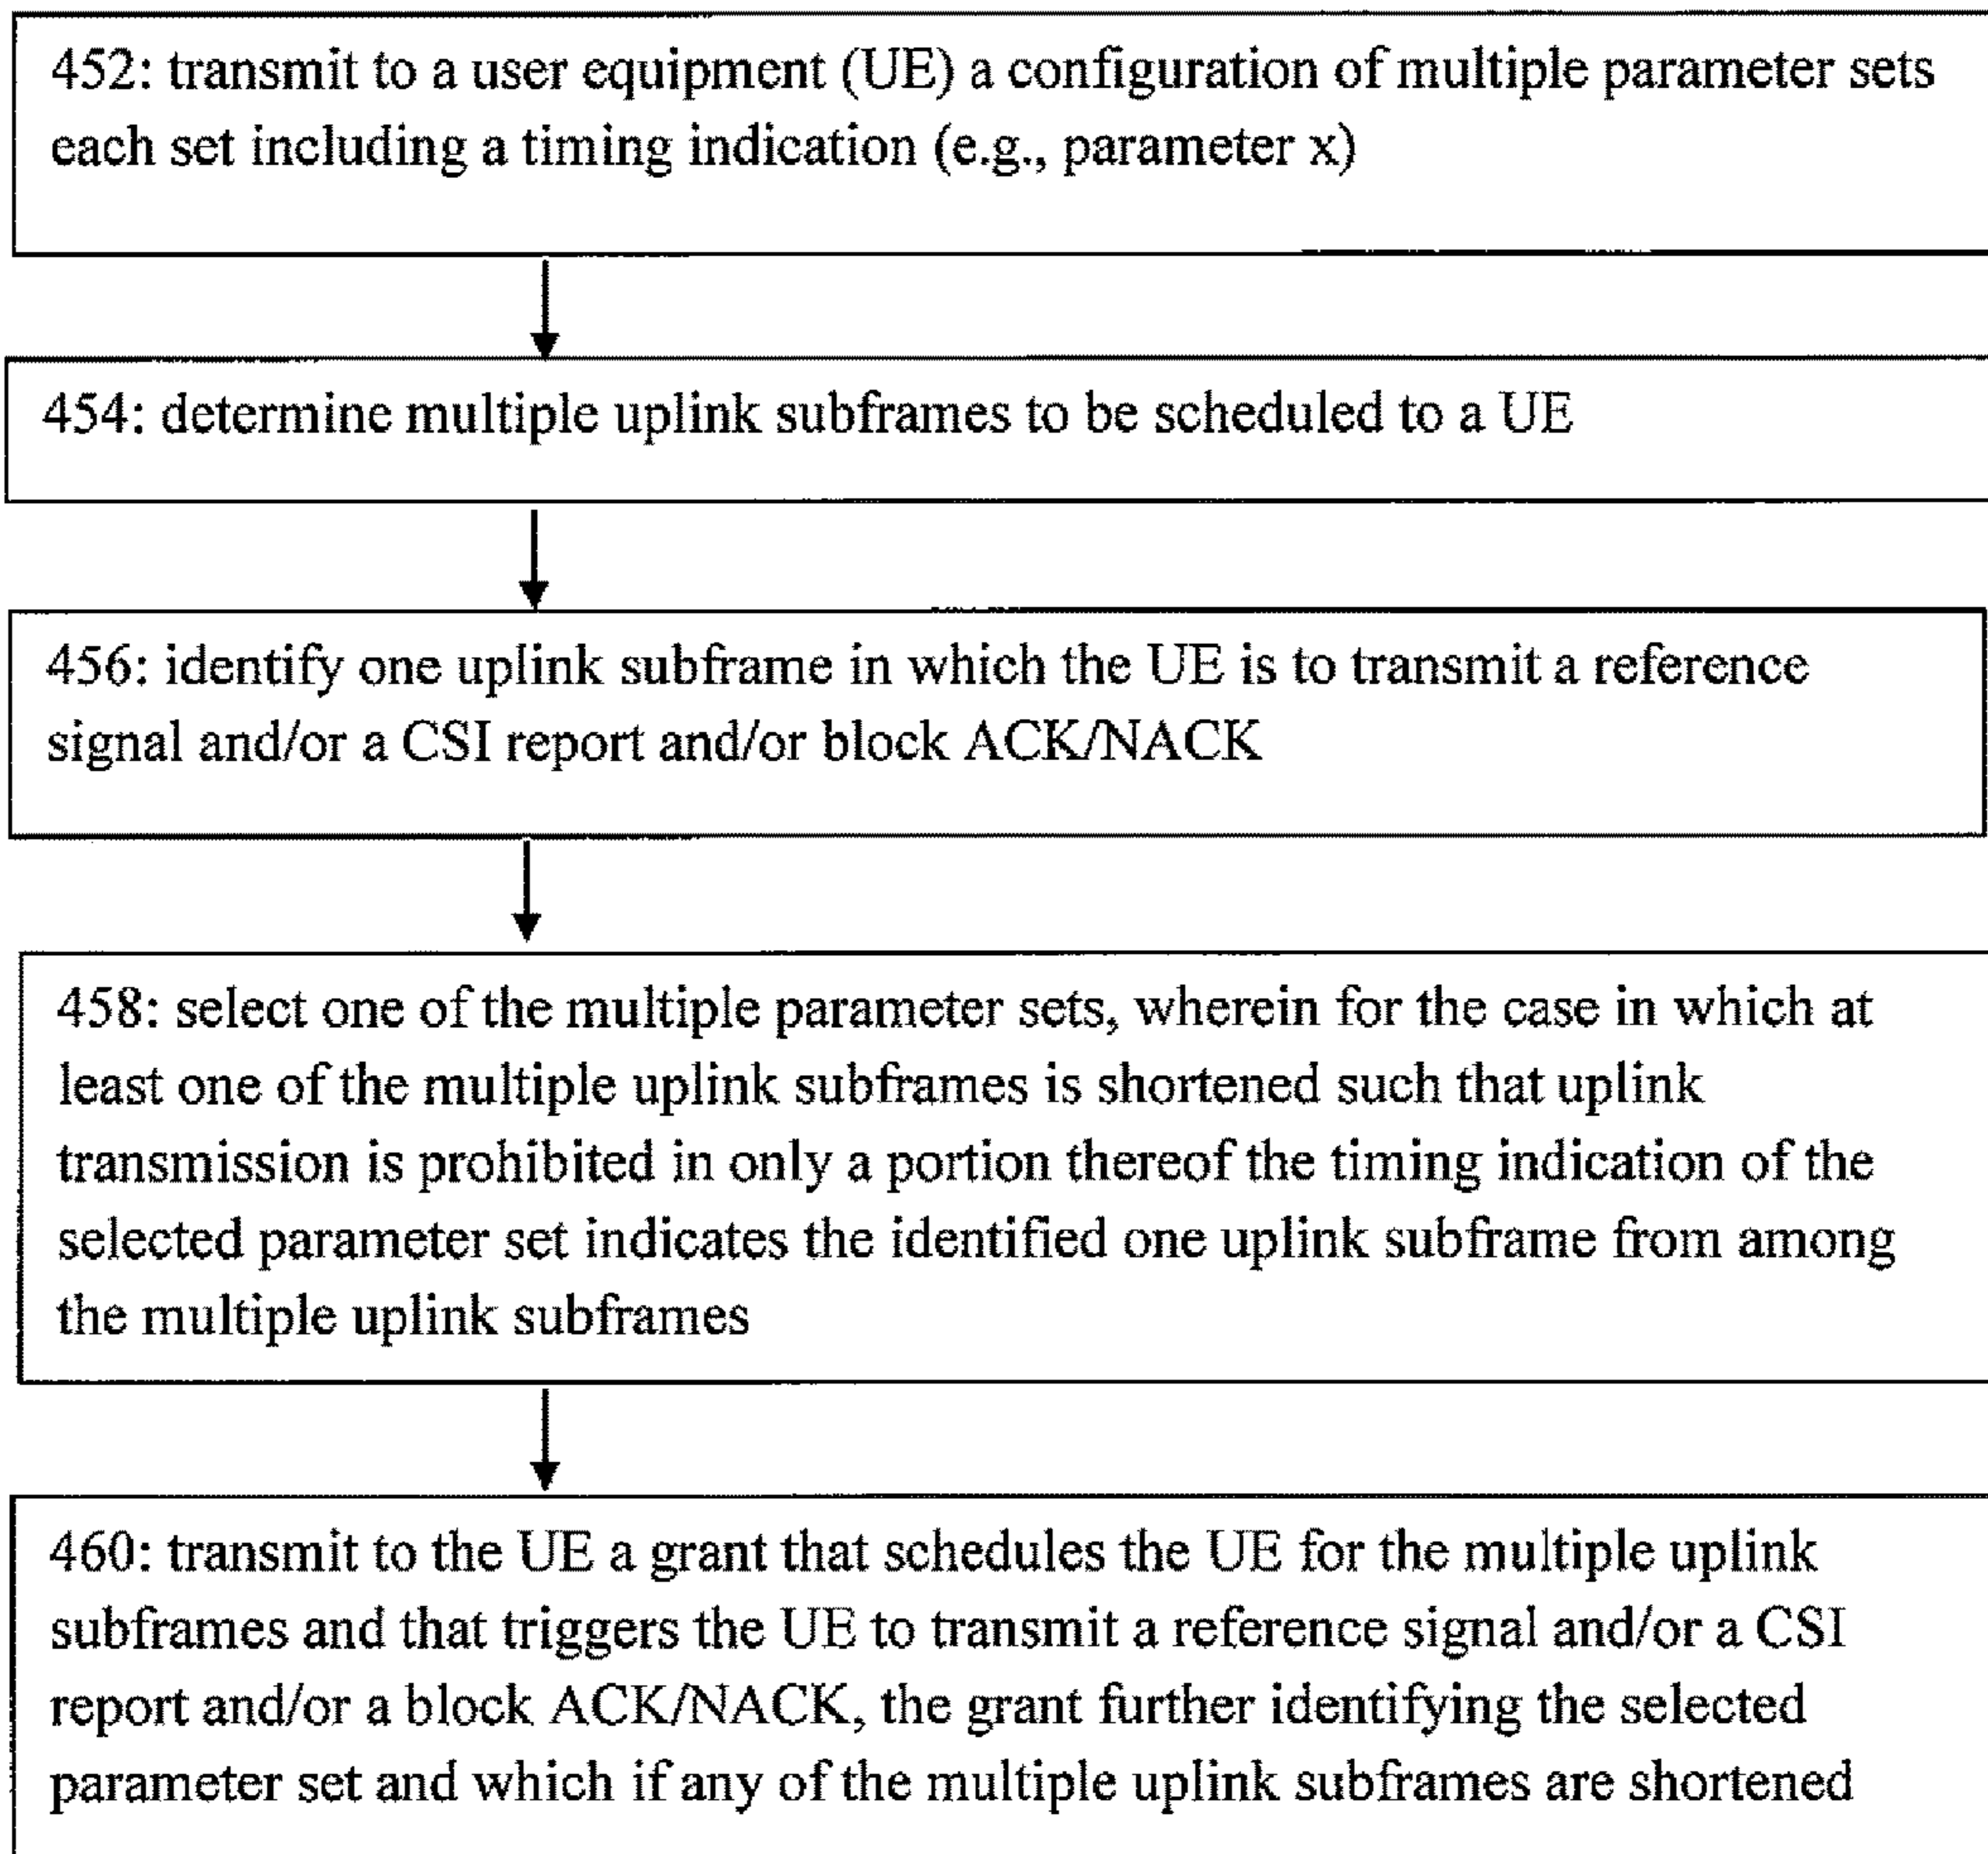 452: transmit to a user equipment (UE) a configuration of multiple parameter sets
each set including a timing indication (e.g., parameter x)
454: determine multiple uplink subframes to be scheduled to a UE
456: identify one uplink subframe in which the UE is to transmit a reference
signal and/or a CSI report and/or block ACK/NACK
458: select one of the multiple parameter sets, wherein for the case in which at
least one of the multiple uplink subframes is shortened such that uplink
transmission is prohibited in only a portion thereof the timing indication of the
selected parameter set indicates the identified one uplink subframe from among
the multiple uplink subframes
460: transmit to the UE a grant that schedules the UE for the multiple uplink
subframes and that triggers the UE to transmit a reference signal and/or a CSI
report and/or a block ACK/NACK, the grant further identifying the selected
parameter set and which if any of the multiple uplink subframes are shortened